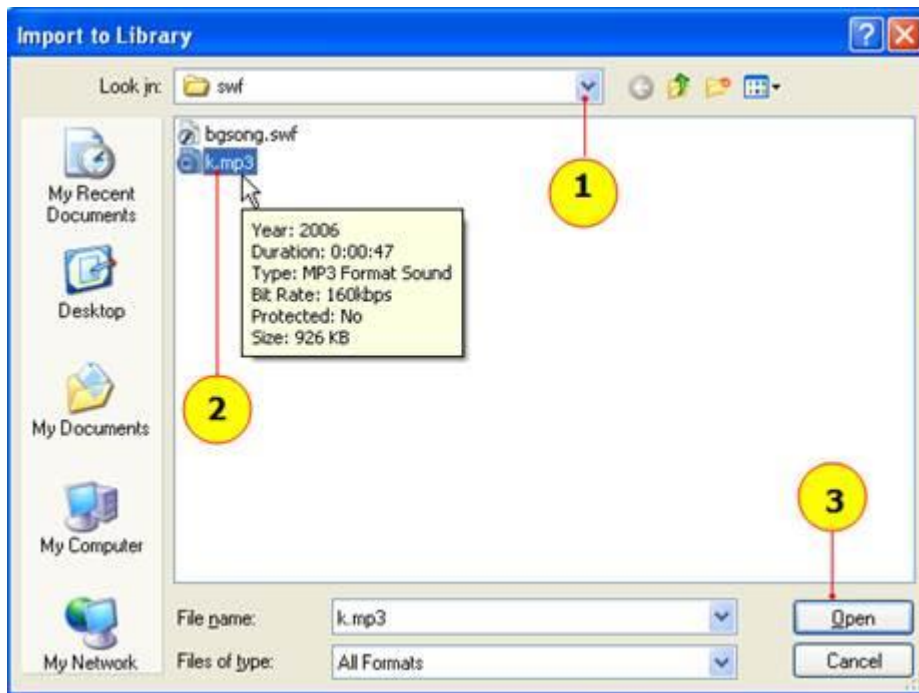 Import to Library
Look in: swf
1
bgsong.swf
k.mp3
My Recent
Documents
Year: 2006
Duration: 0:00:47
Type: MP3 Format Sound
Bit Rate: 160kbps
Protected: No
Size: 926 KB
Desktop
2
My Documents
3
My Computer
File name: k.mp3 Open
My Network Files of type: All Formats Cancel